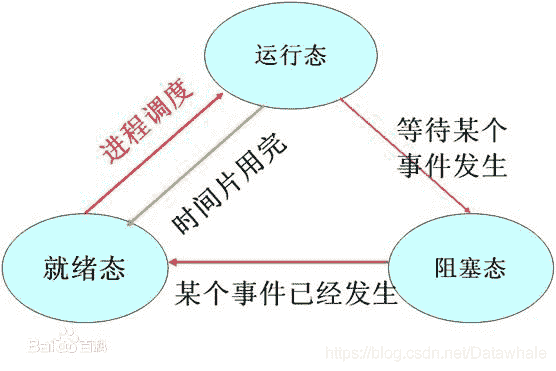 运行态
进程调度
时间片用完
等待某个
事件发生
就绪态
阻塞态
某个事件已经发生
Baidu百科
https://blog.csdn.net/Datawhale